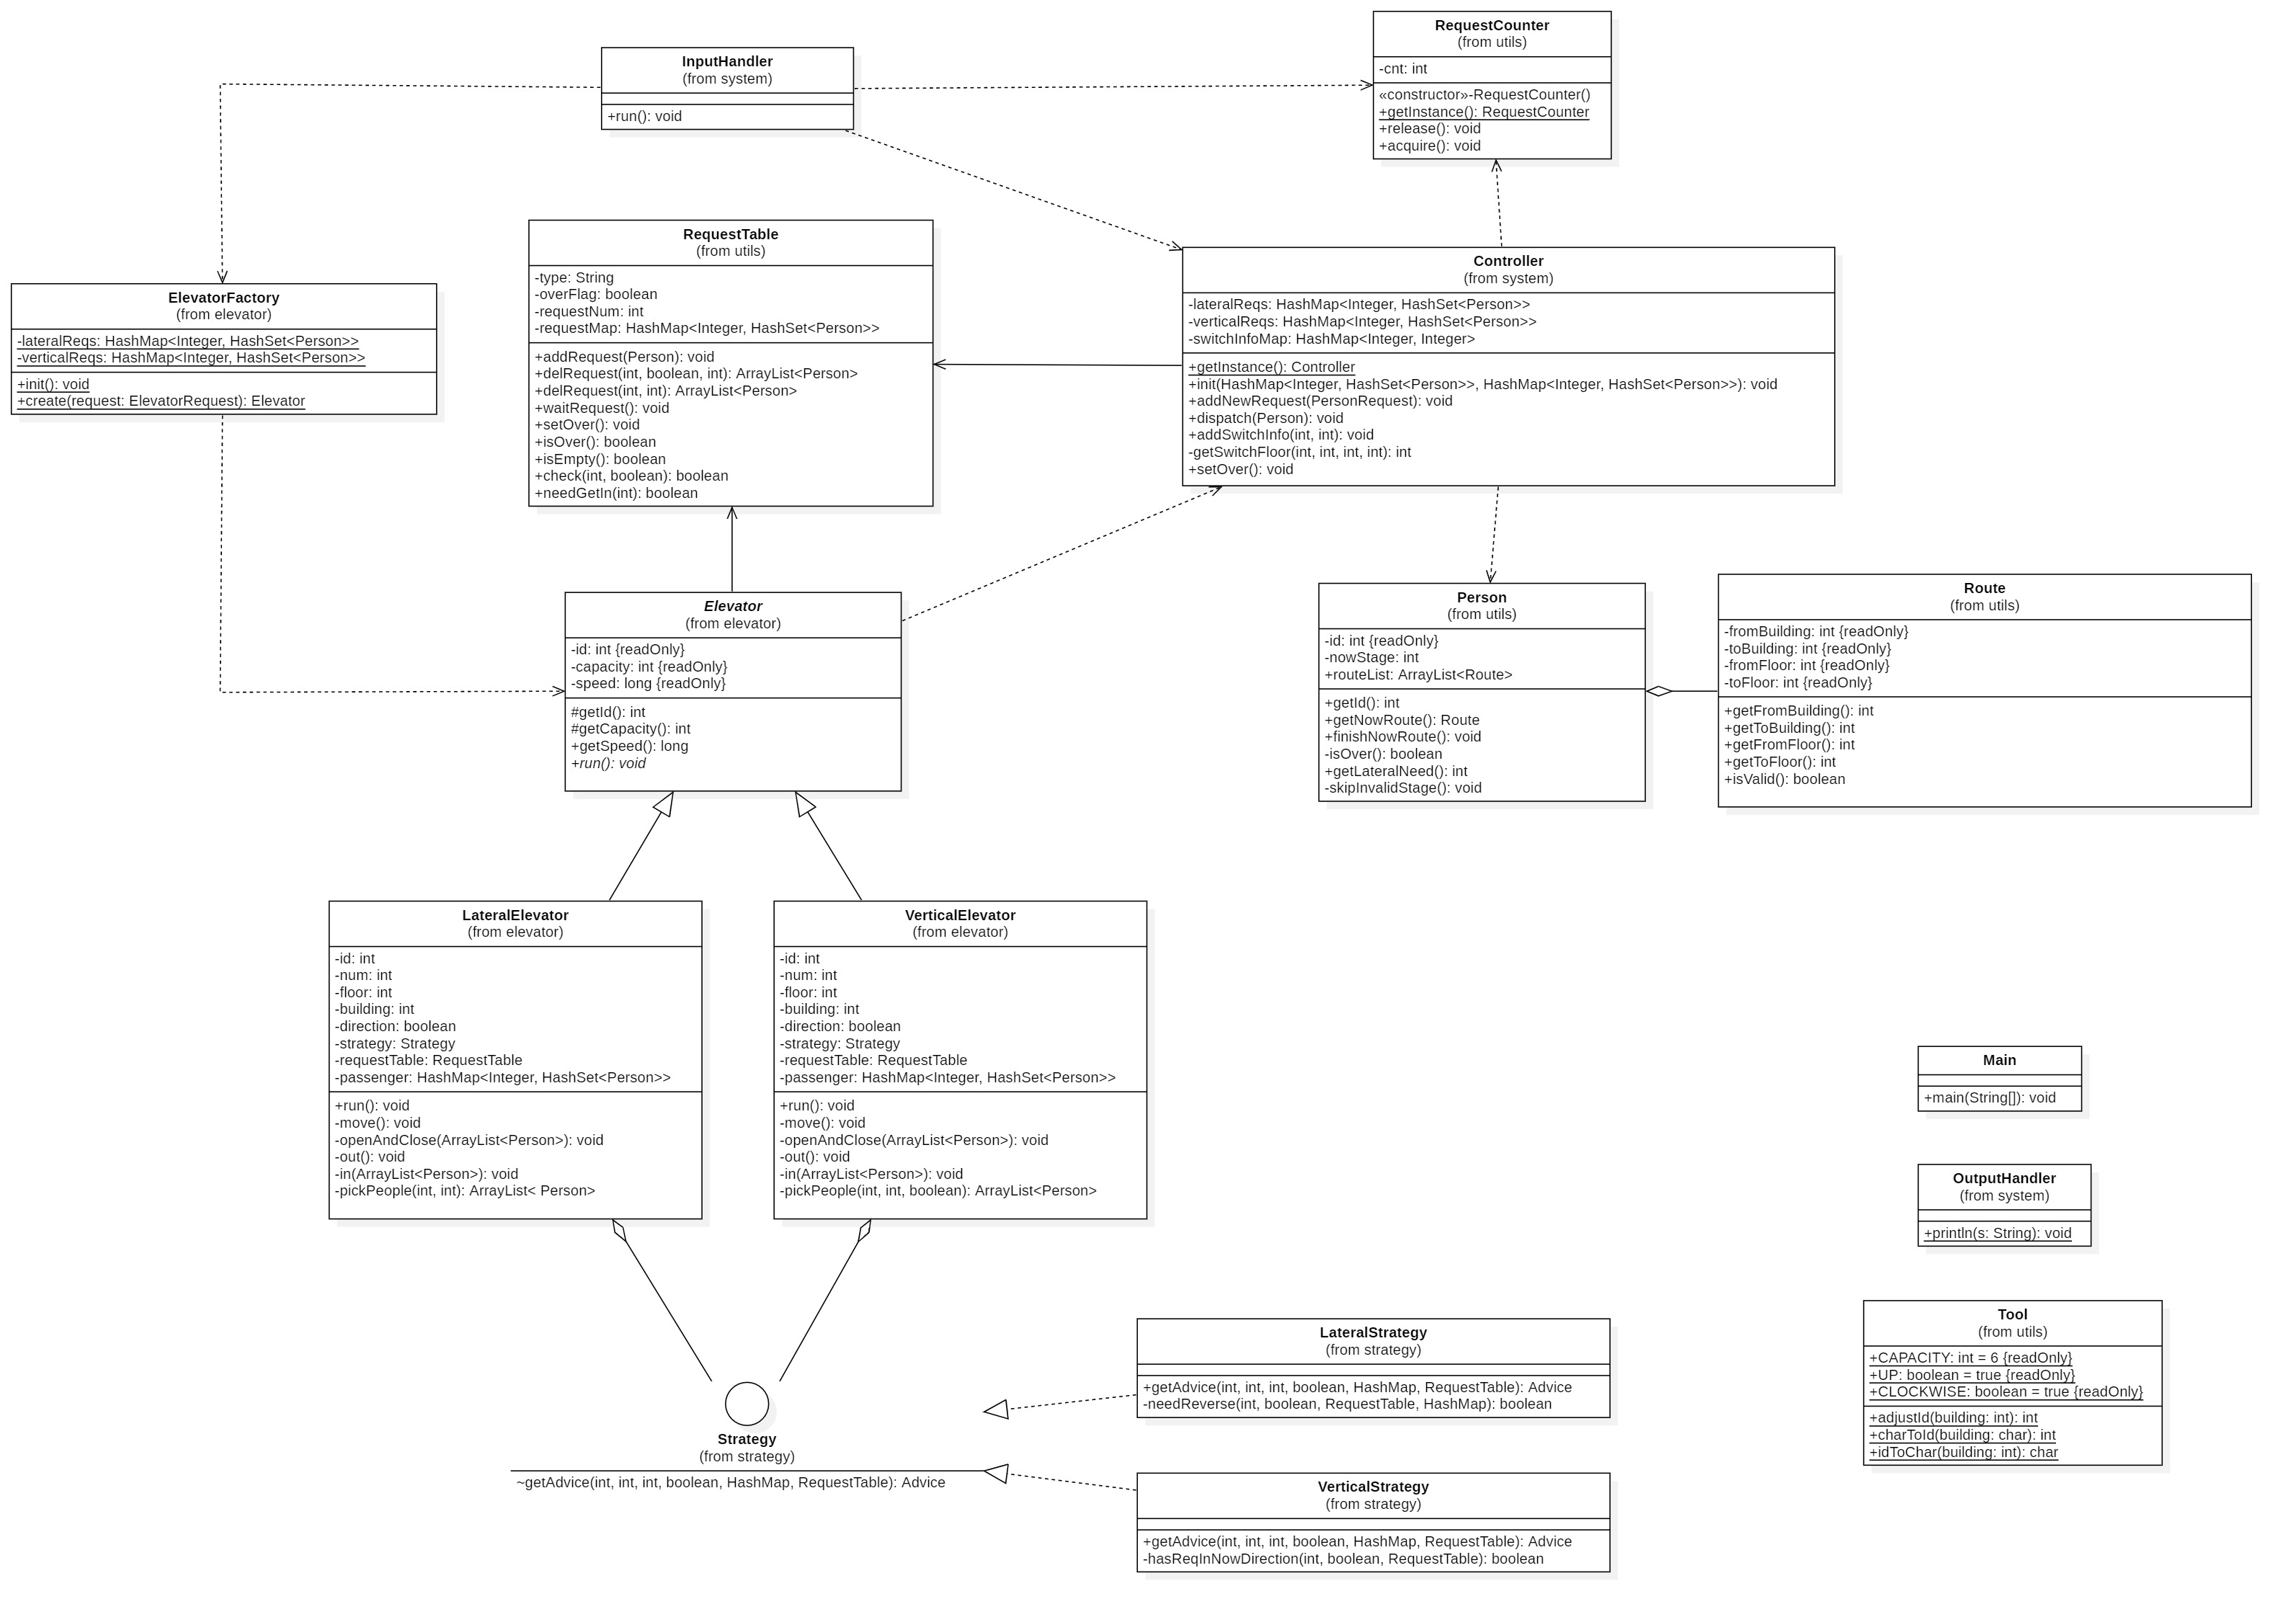 InputHandler
(from system)
+run(): void
RequestCounter
(from utils)
-cnt: int
«constructor»-RequestCounter()
+getInstance(): RequestCounter
+release(): void
+acquire(): void
ElevatorFactory
(from elevator)
-lateralReqs: HashMap<Integer, HashSet<Person>>
-verticalReqs: HashMap<Integer, HashSet<Person>>
+init(): void
+create(request: ElevatorRequest): Elevator
RequestTable
(from utils)
-type: String
-overFlag: boolean
-requestNum: int
-requestMap: HashMap<Integer, HashSet<Person>>
+addRequest(Person): void
+delRequest(int, boolean, int): ArrayList<Person>
+delRequest(int, int): ArrayList<Person>
+waitRequest(): void
+setOver(): void
+isOver(): boolean
+isEmpty(): boolean
+check(int, boolean): boolean
+needGetIn(int): boolean
Controller
(from system)
-lateralReqs: HashMap<Integer, HashSet<Person>>
-verticalReqs: HashMap<Integer, HashSet<Person>>
-switchInfoMap: HashMap<Integer, Integer>
+getInstance(): Controller
+init(HashMap<Integer, HashSet<Person>>, HashMap<Integer, HashSet<Person>>): void
+addNewRequest(PersonRequest): void
+dispatch(Person): void
+addSwitchInfo(int, int): void
-getSwitchFloor(int, int, int, int): int
+setOver(): void
Elevator
(from elevator)
-id: int {readOnly}
-capacity: int {readOnly}
-speed: long {readOnly}
#getId(): int
#getCapacity(): int
+getSpeed(): long
+run(): void
Person
(from utils)
-id: int {readOnly}
-nowStage: int
+routeList: ArrayList<Route>
+getId(): int
+getNowRoute(): Route
+finishNowRoute(): void
-isOver(): boolean
+getLateralNeed(): int
-skipInvalidStage(): void
Route
(from utils)
-fromBuilding: int {readOnly}
-toBuilding: int {readOnly}
-fromFloor: int {readOnly}
-toFloor: int {readOnly}
+getFromBuilding(): int
+getToBuilding(): int
+getFromFloor(): int
+getToFloor(): int
+isValid(): boolean
LateralElevator
(from elevator)
-id: int
-num: int
-floor: int
-building: int
-direction: boolean
-strategy: Strategy
-requestTable: RequestTable
-passenger: HashMap<Integer, HashSet<Person>>
+run(): void
-move(): void
-openAndClose(ArrayList<Person>): void
-out(): void
-in(ArrayList<Person>): void
-pickPeople(int, int): ArrayList< Person>
VerticalElevator
(from elevator)
-id: int
-num: int
-floor: int
-building: int
-direction: boolean
-strategy: Strategy
-requestTable: RequestTable
-passenger: HashMap<Integer, HashSet<Person>>
+run(): void
-move(): void
-openAndClose(ArrayList<Person>): void
-out(): void
-in(ArrayList<Person>): void
-pickPeople(int, int, boolean): ArrayList<Person>
Main
+main(String[]): void
OutputHandler
(from system)
+println(s: String): void
Tool
(from utils)
+CAPACITY: int = 6 {readOnly}
+UP: boolean = true {readOnly}
+CLOCKWISE: boolean = true {readOnly}
+adjustId(building: int): int
+charToId(building: char): int
+idToChar(building: int): char
LateralStrategy
(from strategy)
+getAdvice(int, int, int, boolean, HashMap, RequestTable): Advice
-needReverse(int, boolean, RequestTable, HashMap): boolean
Strategy
(from strategy)
~getAdvice(int, int, int, boolean, HashMap, RequestTable): Advice
VerticalStrategy
(from strategy)
+getAdvice(int, int, int, boolean, HashMap, RequestTable): Advice
-hasReqInNowDirection(int, boolean, RequestTable): boolean